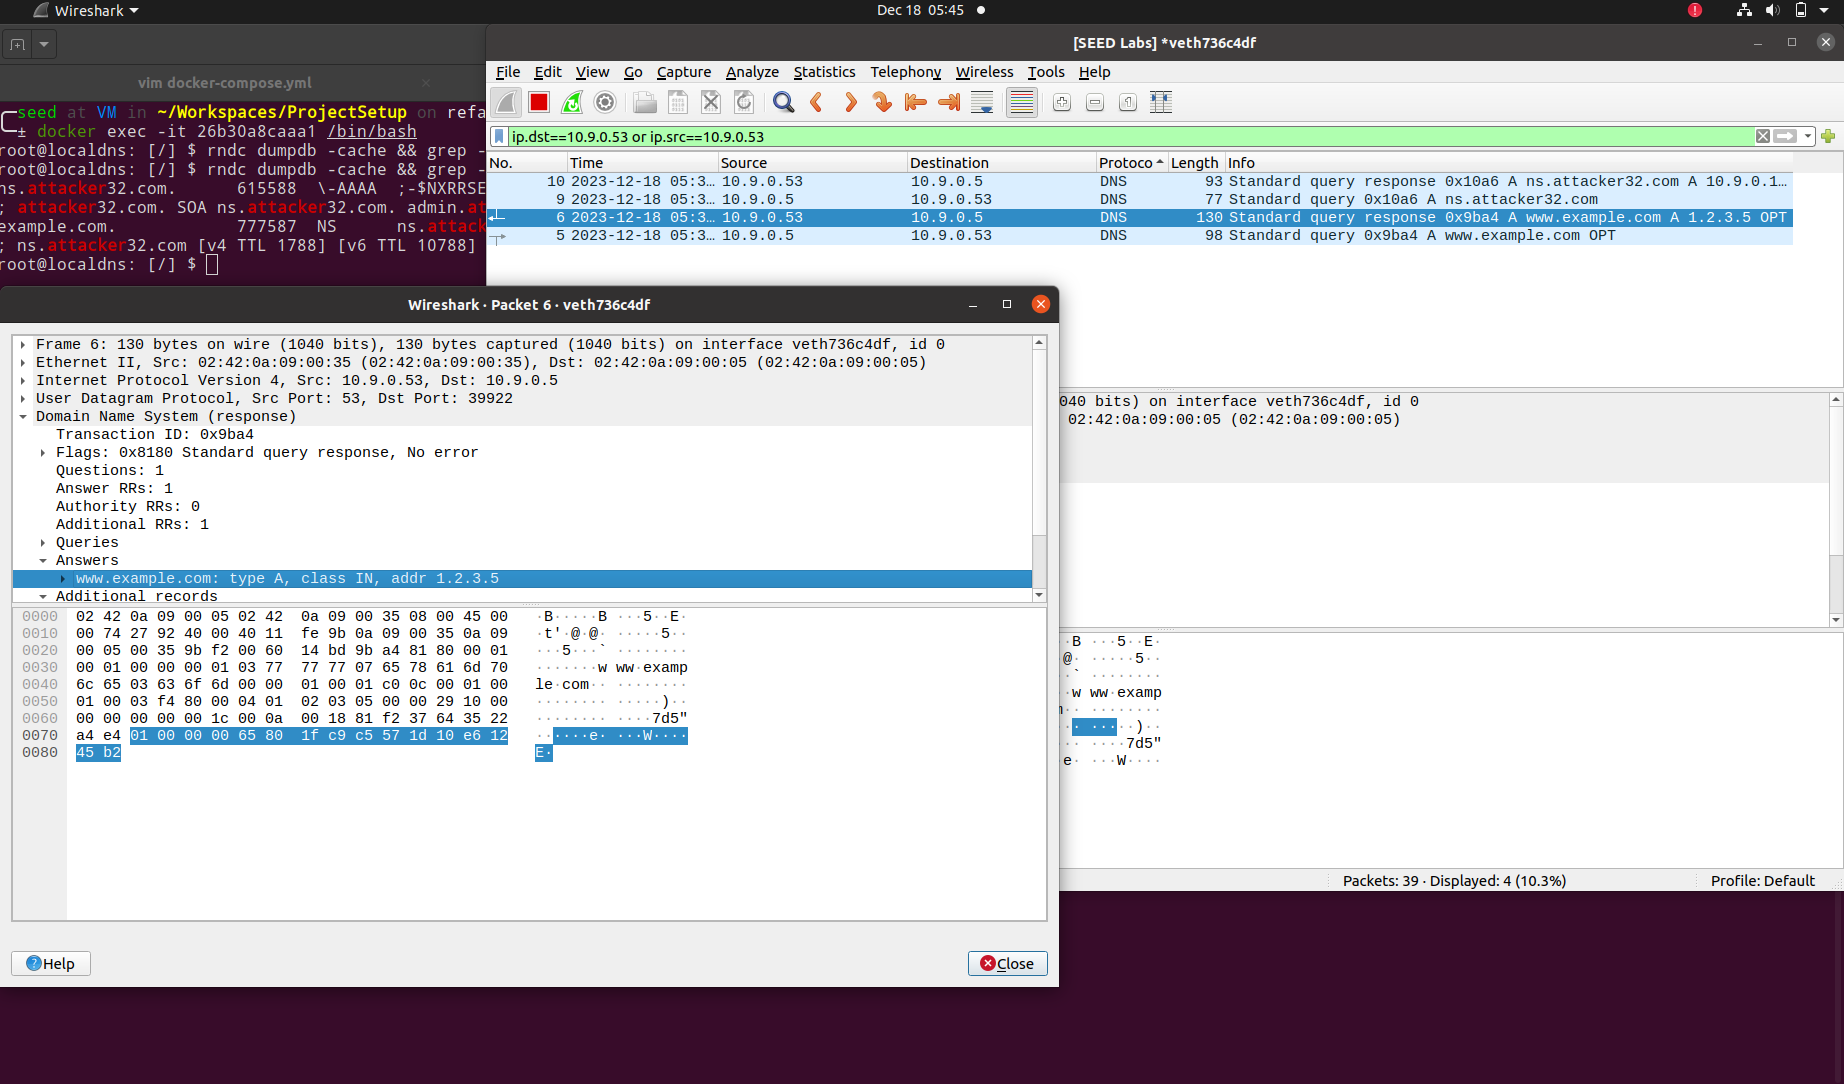 Wireshark
Dec 18 05:45
[SEED Labs] *veth736c4df
vim docker-compose.yml
seed at VM in ~/Workspaces/ProjectSetup on refa
± docker exec -it 26b30a8caaa1 /bin/bash
root@localdns: [/] $ rndc dumpdb -cache && grep -
root@localdns: [/] $ rndc dumpdb -cache && grep -
ns.attacker32.com. 615588 \-AAAA ;-$NXRRSE
; attacker32.com. SOA ns.attacker32.com. admin.at
example.com. 777587 NS ns.attack
; ns.attacker32.com [v4 TTL 1788] [v6 TTL 10788]
root@localdns: [/] $
File Edit View Go Capture Analyze Statistics Telephony Wireless Tools Help
ip.dst==10.9.0.53 or ip.src==10.9.0.53
No. Time Source Destination Protoco Length Info
10 2023-12-18 05:3… 10.9.0.53 10.9.0.5 DNS 93 Standard query response 0x10a6 A ns.attacker32.com A 10.9.0.1…
9 2023-12-18 05:3… 10.9.0.5 10.9.0.53 DNS 77 Standard query 0x10a6 A ns.attacker32.com
6 2023-12-18 05:3… 10.9.0.53 10.9.0.5 DNS 130 Standard query response 0x9ba4 A www.example.com A 1.2.3.5 OPT
5 2023-12-18 05:3… 10.9.0.5 10.9.0.53 DNS 98 Standard query 0x9ba4 A www.example.com OPT
Wireshark · Packet 6 · veth736c4df
Frame 6: 130 bytes on wire (1040 bits), 130 bytes captured (1040 bits) on interface veth736c4df, id 0
Ethernet II, Src: 02:42:0a:09:00:35 (02:42:0a:09:00:35), Dst: 02:42:0a:09:00:05 (02:42:0a:09:00:05)
Internet Protocol Version 4, Src: 10.9.0.53, Dst: 10.9.0.5
User Datagram Protocol, Src Port: 53, Dst Port: 39922
Domain Name System (response)
Transaction ID: 0x9ba4
Flags: 0x8180 Standard query response, No error
Questions: 1
Answer RRs: 1
Authority RRs: 0
Additional RRs: 1
Queries
Answers
www.example.com: type A, class IN, addr 1.2.3.5
Additional records
0000 02 42 0a 09 00 05 02 42 0a 09 00 35 08 00 45 00 ·B·····B ···5··E·
0010 00 74 27 92 40 00 40 11 fe 9b 0a 09 00 35 0a 09 ·t'·@·@· ·····5··
0020 00 05 00 35 9b f2 00 60 14 bd 9b a4 81 80 00 01 ···5···` ········
0030 00 01 00 00 00 01 03 77 77 77 07 65 78 61 6d 70 ·······w ww·examp
0040 6c 65 03 63 6f 6d 00 00 01 00 01 c0 0c 00 01 00 le·com·· ········
0050 01 00 03 f4 80 00 04 01 02 03 05 00 00 29 10 00 ········ ·····)··
0060 00 00 00 00 00 1c 00 0a 00 18 81 f2 37 64 35 22 ········ ····7d5"
0070 a4 e4 01 00 00 00 65 80 1f c9 c5 57 1d 10 e6 12 ······e· ···W····
0080 45 b2 E·
Help
Close
040 bits) on interface veth736c4df, id 0
02:42:0a:09:00:05 (02:42:0a:09:00:05)
··B ···5··E·
@· ·····5··
·` ········
·w ww·examp
· ········
· ····)··
·· ····7d5"
e· ···W····
Packets: 39 · Displayed: 4 (10.3%)
Profile: Default